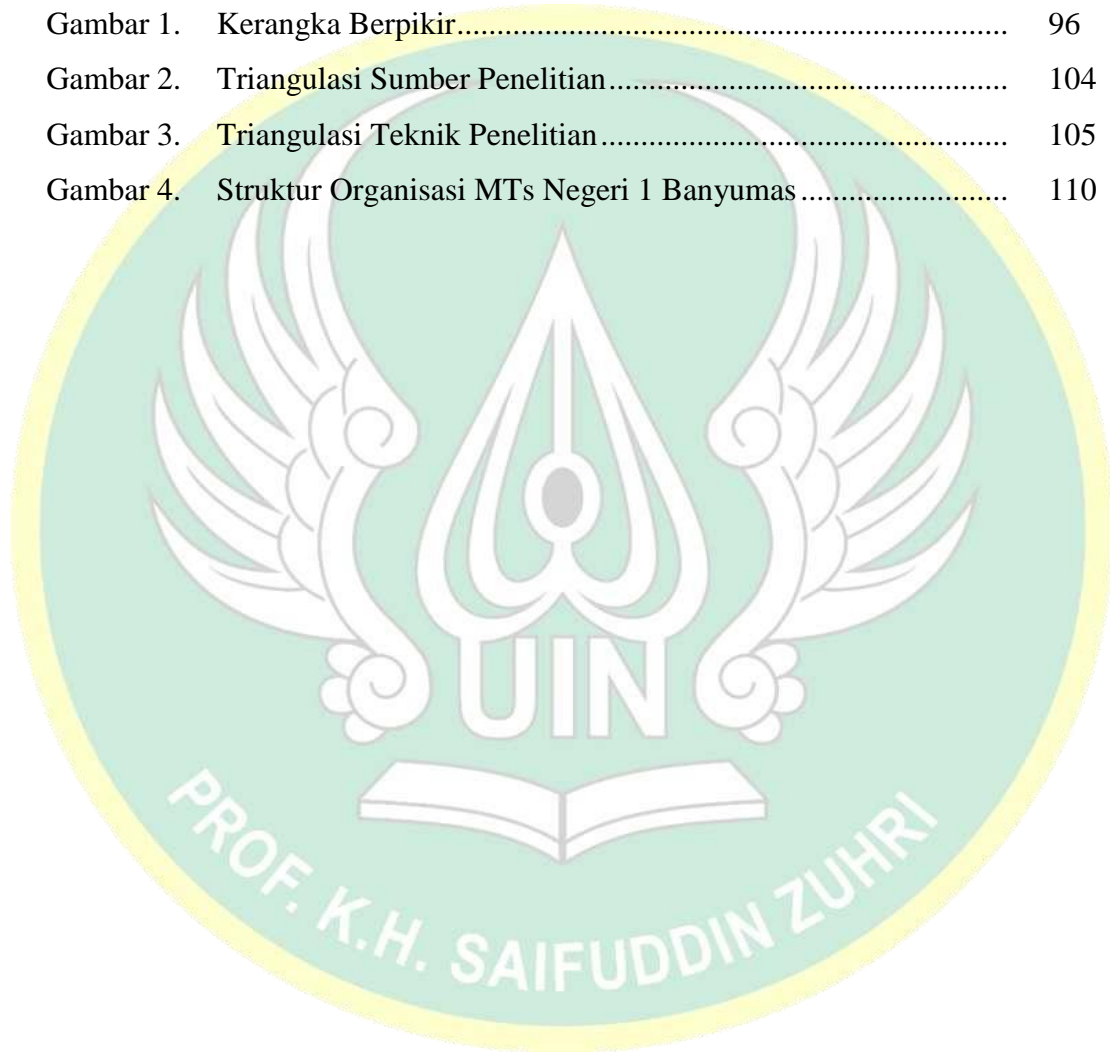 Gambar 1. Kerangka Berpikir.................................................................... 96
Gambar 2. Triangulasi Sumber Penelitian................................................. 104
Gambar 3. Triangulasi Teknik Penelitian.................................................. 105
Gambar 4. Struktur Organisasi MTs Negeri 1 Banyumas......................... 110
UIN
PROF. K.H. SAIFUDDIN ZUHRI